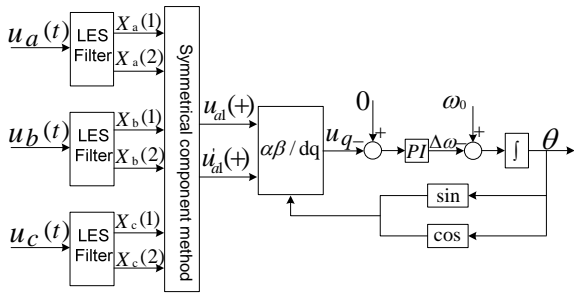 u_a(t)
LES Filter
X_a(1)
X_a(2)
u_b(t)
LES Filter
X_b(1)
X_b(2)
u_c(t)
LES Filter
X_c(1)
X_c(2)
Symmetrical component method
u_a1(+)
u̇_a1(+)
αβ/dq
u_q
−
0
+
PI
Δω
−
ω_0
+
∫
θ
sin
cos